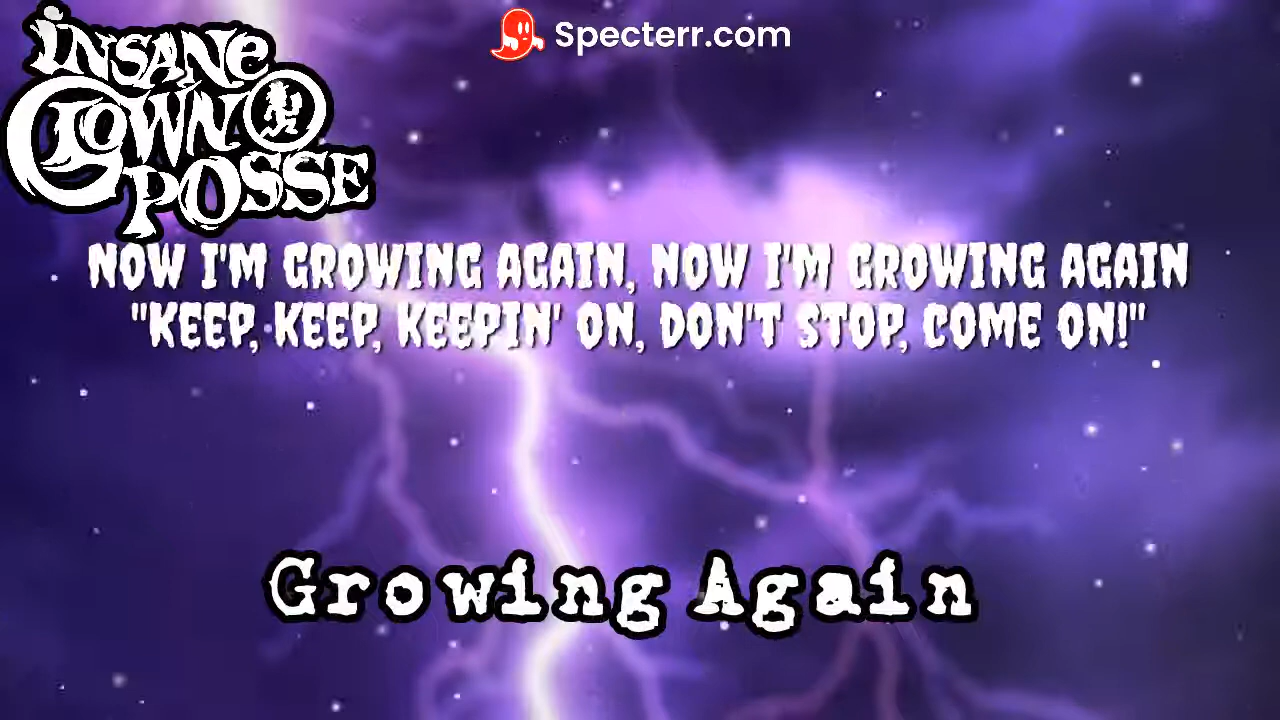 iNSANe
CLOWN
POSSE
Specterr.com
NOW I'M GROWING AGAIN, NOW I'M GROWING AGAIN
"KEEP, KEEP, KEEPIN' ON, DON'T STOP, COME ON!"
Growing Again